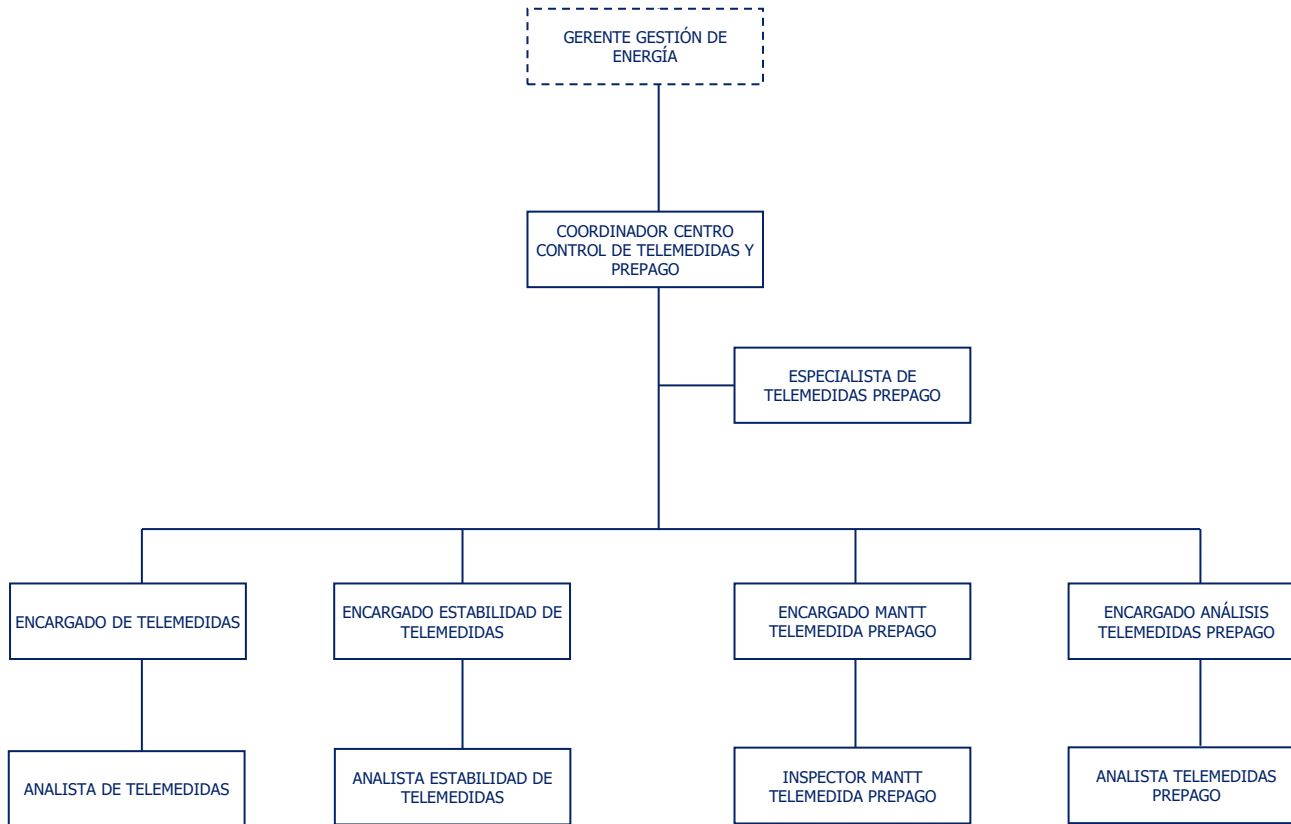 GERENTE GESTIÓN DE
ENERGÍA
COORDINADOR CENTRO
CONTROL DE TELEMEDIDAS Y
PREPAGO
ESPECIALISTA DE
TELEMEDIDAS PREPAGO
ENCARGADO DE TELEMEDIDAS
ENCARGADO ESTABILIDAD DE
TELEMEDIDAS
ENCARGADO MANTT
TELEMEDIDA PREPAGO
ENCARGADO ANÁLISIS
TELEMEDIDAS PREPAGO
ANALISTA DE TELEMEDIDAS
ANALISTA ESTABILIDAD DE
TELEMEDIDAS
INSPECTOR MANTT
TELEMEDIDA PREPAGO
ANALISTA TELEMEDIDAS
PREPAGO